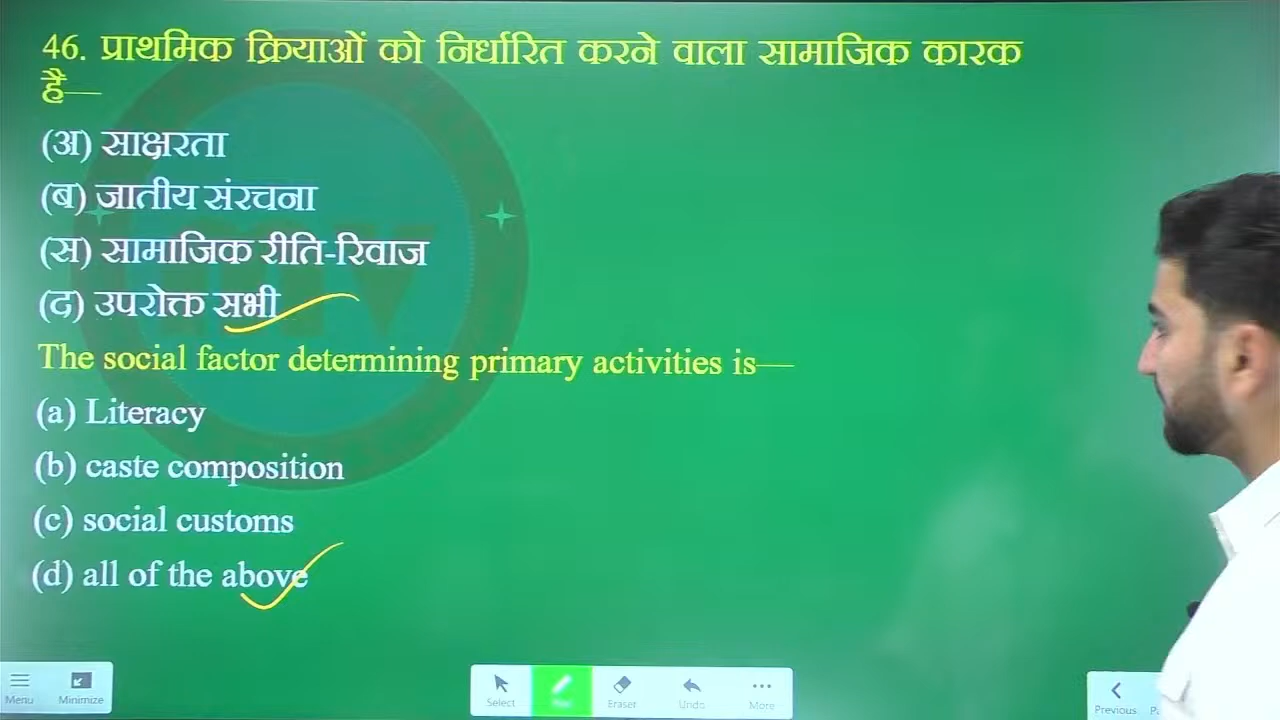 46. प्राथमिक क्रियाओं को निर्धारित करने वाला सामाजिक कारक
है—
(अ) साक्षरता
(ब) जातीय संरचना
(स) सामाजिक रीति-रिवाज
(द) उपरोक्त सभी
The social factor determining primary activities is—
(a) Literacy
(b) caste composition
(c) social customs
(d) all of the above
Menu Minimize Select Eraser Undo More Previous